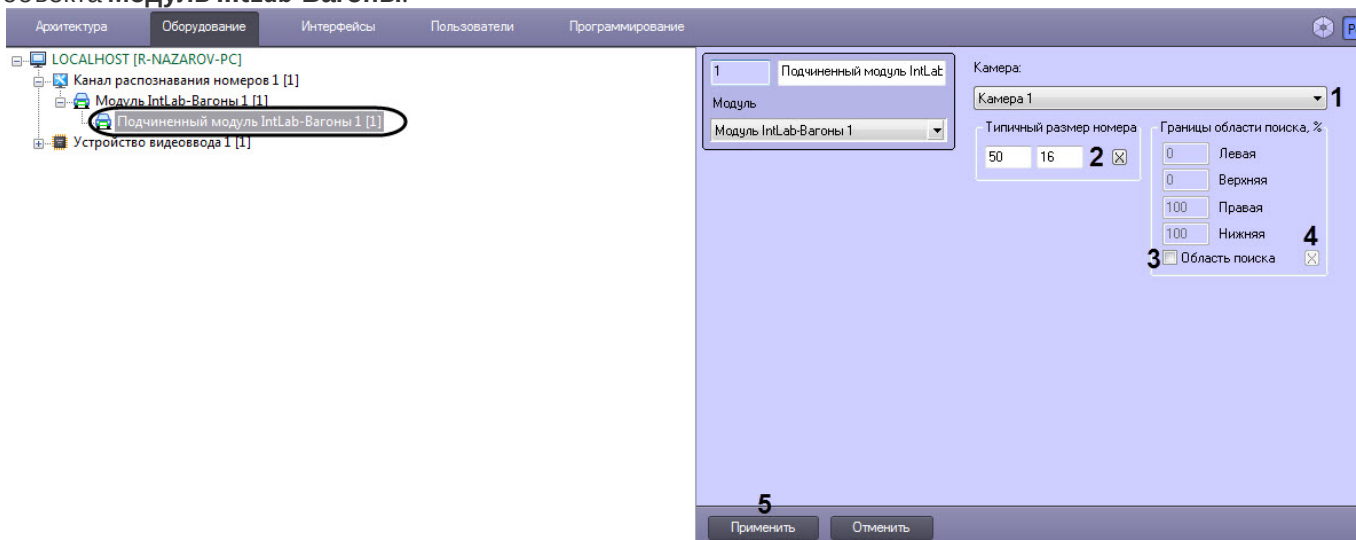 объекта Модуль IntLab-Вагоны.
Архитектура Оборудование Интерфейсы Пользователи Программирование
LOCALHOST [R-NAZAROV-PC]
Канал распознавания номеров 1 [1]
Модуль IntLab-Вагоны 1 [1]
Подчиненный модуль IntLab-Вагоны 1 [1]
Устройство видеоввода 1 [1]
1 Подчиненный модуль IntLab
Модуль
Модуль IntLab-Вагоны 1
Камера:
Камера 1 1
Типичный размер номера
50 16 2
Границы области поиска, %
0 Левая
0 Верхняя
100 Правая
100 Нижняя 4
3 Область поиска
5
Применить Отменить